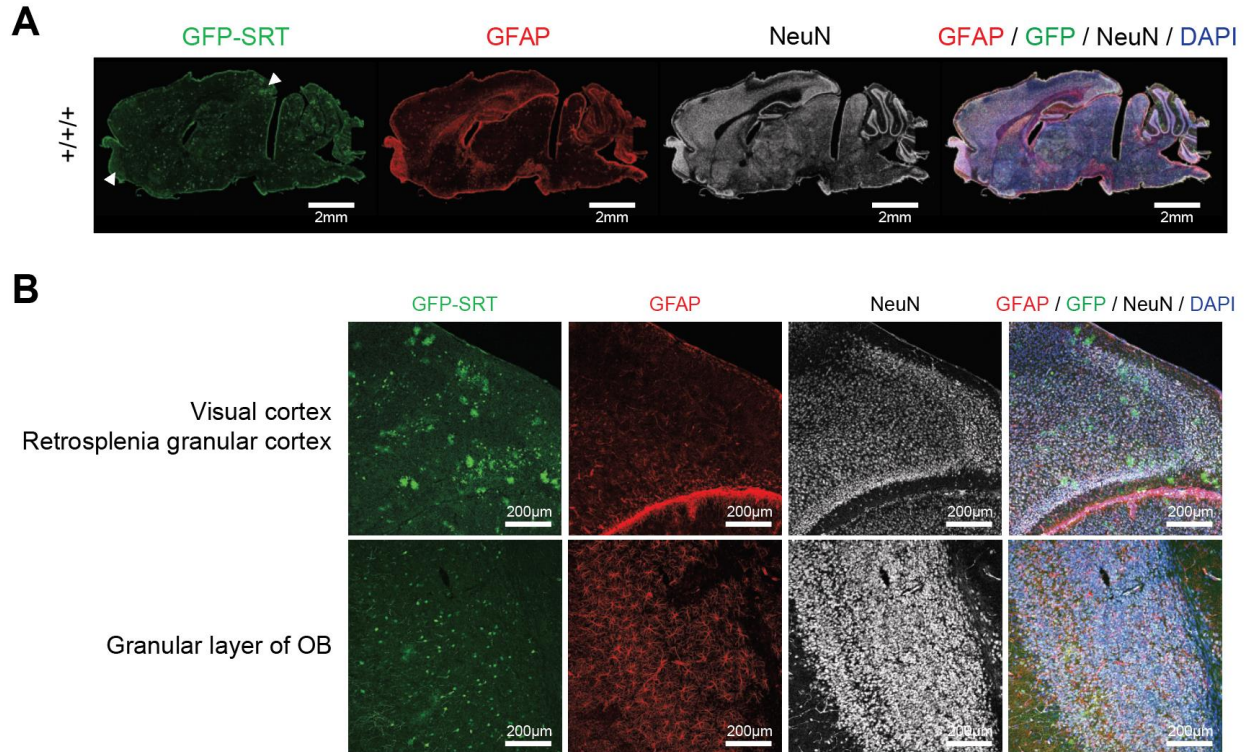 A
GFP-SRT GFAP NeuN GFAP / GFP / NeuN / DAPI
+/+/+
2mm 2mm 2mm 2mm
B
GFP-SRT GFAP NeuN GFAP / GFP / NeuN / DAPI
Visual cortex
Retrosplenia granular cortex
200µm 200µm 200µm 200µm
Granular layer of OB
200µm 200µm 200µm 200µm